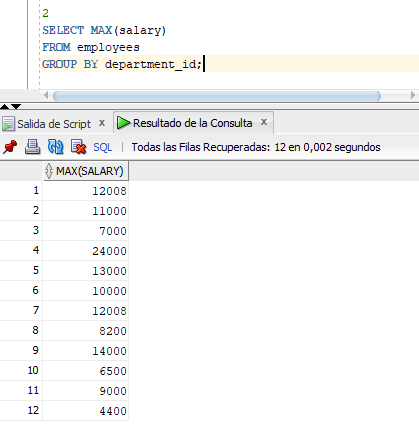 2
SELECT MAX(salary)
FROM employees
GROUP BY department_id;
Salida de Script x Resultado de la Consulta x
SQL | Todas las Filas Recuperadas: 12 en 0,002 segundos
MAX(SALARY)
1 12008
2 11000
3 7000
4 24000
5 13000
6 10000
7 12008
8 8200
9 14000
10 6500
11 9000
12 4400